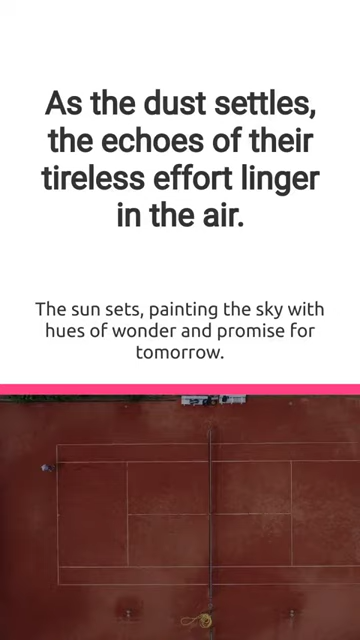 As the dust settles,
the echoes of their
tireless effort linger
in the air.
The sun sets, painting the sky with
hues of wonder and promise for
tomorrow.